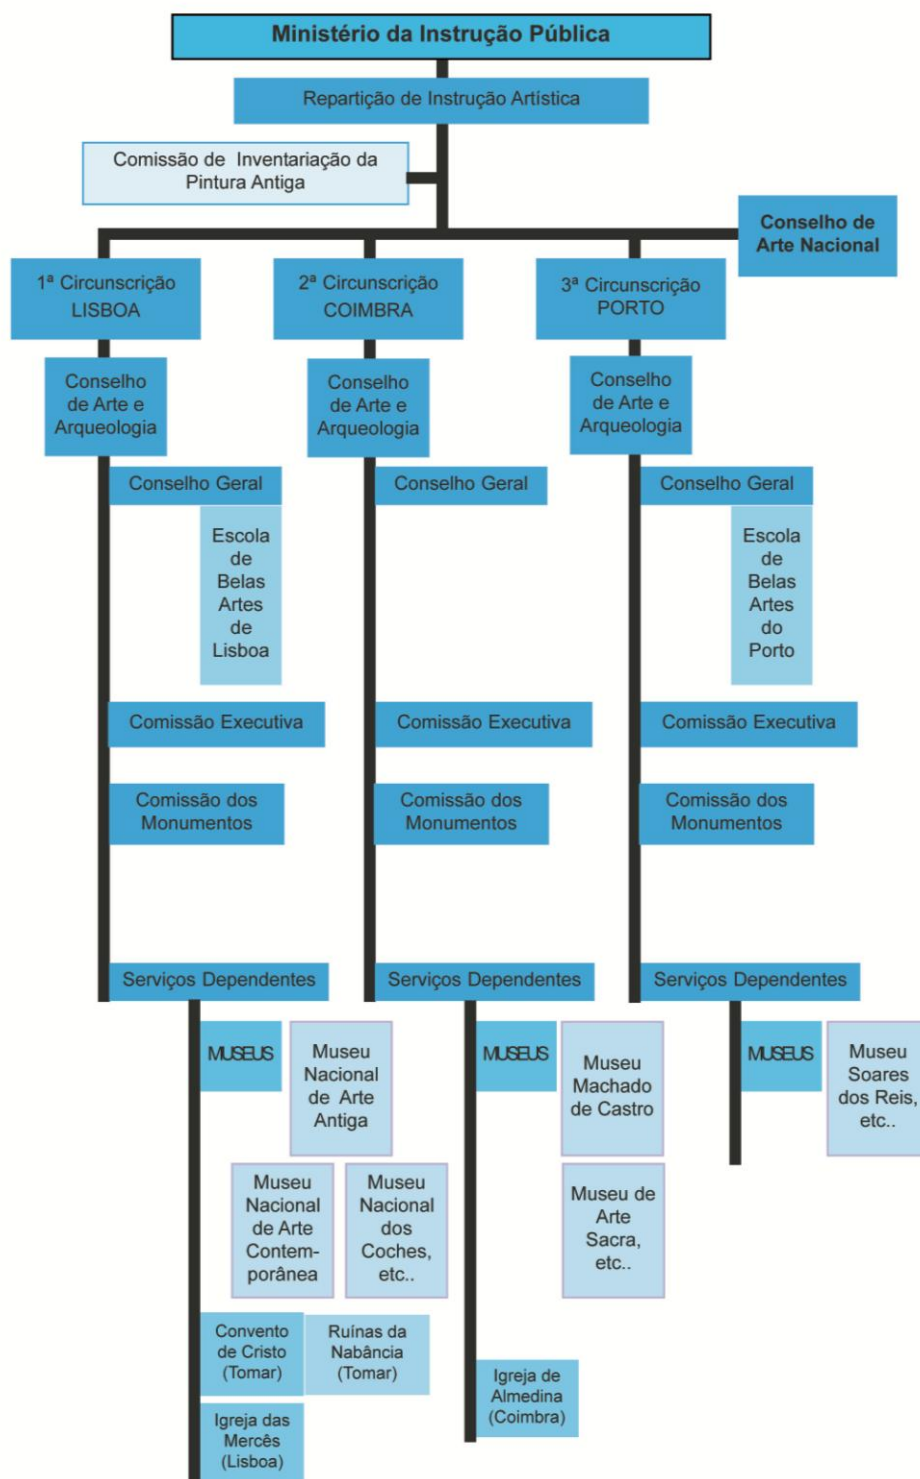 Ministério da Instrução Pública
Repartição de Instrução Artística
Comissão de Inventariação da
Pintura Antiga
Conselho de
Arte Nacional
1ª Circunscrição
LISBOA
2ª Circunscrição
COIMBRA
3ª Circunscrição
PORTO
Conselho
de Arte e
Arqueologia
Conselho
de Arte e
Arqueologia
Conselho
de Arte e
Arqueologia
Conselho Geral
Conselho Geral
Conselho Geral
Escola
de
Belas
Artes
de
Lisboa
Escola
de
Belas
Artes
do
Porto
Comissão Executiva
Comissão Executiva
Comissão Executiva
Comissão dos
Monumentos
Comissão dos
Monumentos
Comissão dos
Monumentos
Serviços Dependentes
Serviços Dependentes
Serviços Dependentes
MUSEUS
Museu
Nacional
de Arte
Antiga
MUSEUS
Museu
Machado
de Castro
MUSEUS
Museu
Soares
dos Reis,
etc..
Museu
Nacional
de Arte
Contem-
porânea
Museu
Nacional
dos
Coches,
etc..
Museu de
Arte
Sacra,
etc..
Convento
de Cristo
(Tomar)
Ruínas da
Nabância
(Tomar)
Igreja de
Almedina
(Coimbra)
Igreja das
Mercês
(Lisboa)